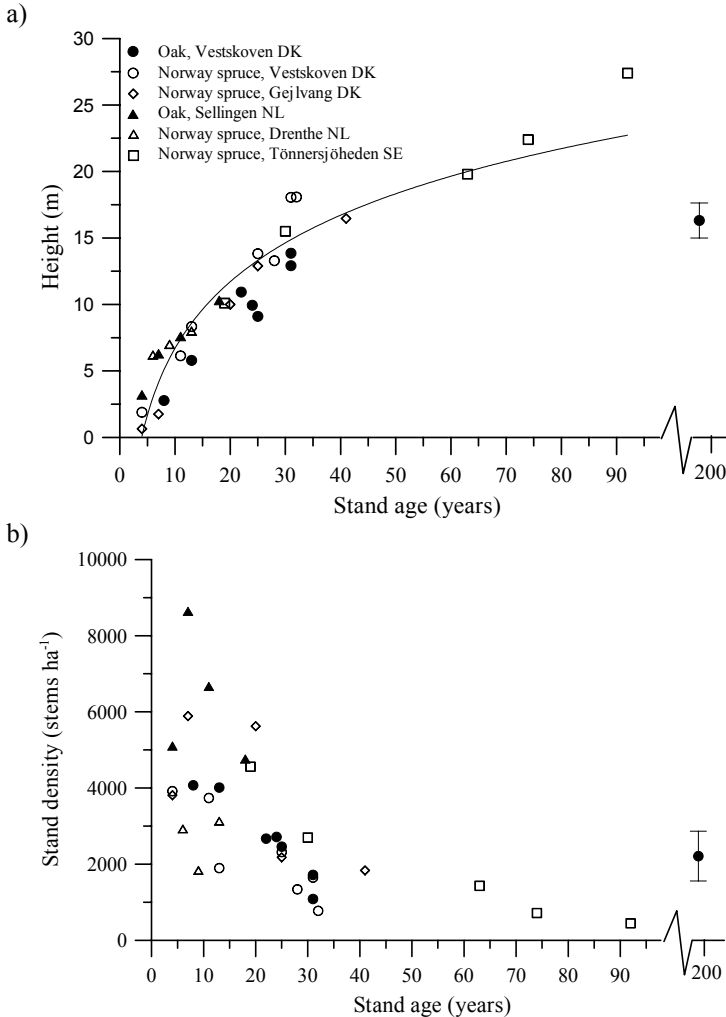 a)
30
25
20
15
10
5
0
Height (m)
Oak, Vestskoven DK
Norway spruce, Vestskoven DK
Norway spruce, Gejlvang DK
Oak, Sellingen NL
Norway spruce, Drenthe NL
Norway spruce, Tönnersjöheden SE
0 10 20 30 40 50 60 70 80 90 200
Stand age (years)
b)
10000
8000
6000
4000
2000
0
Stand density (stems ha⁻¹)
0 10 20 30 40 50 60 70 80 90 200
Stand age (years)